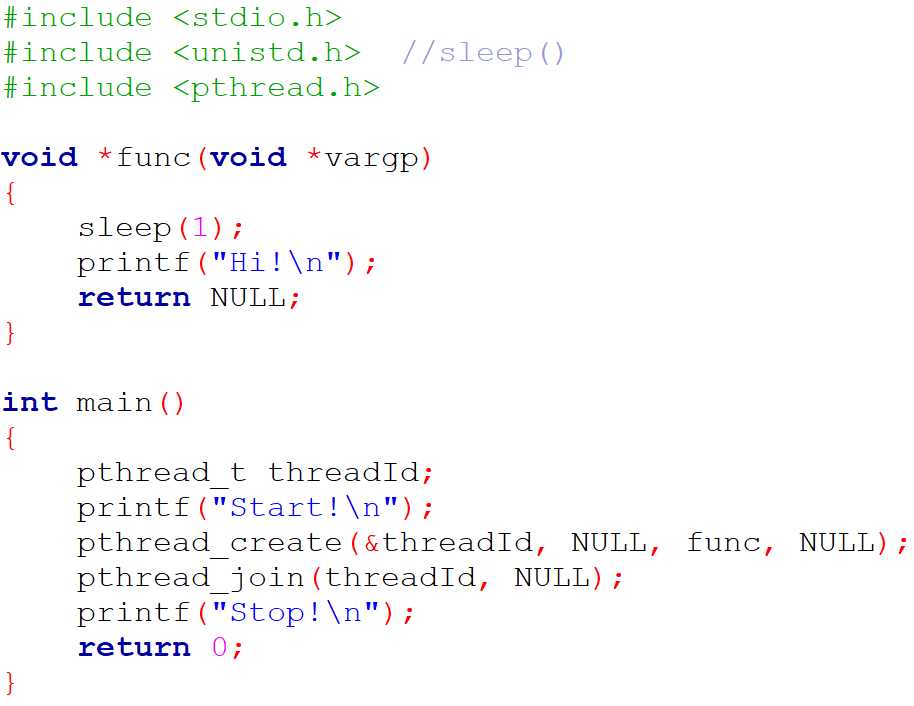 #include <stdio.h>
#include <unistd.h>  //sleep()
#include <pthread.h>

void *func(void *vargp)
{
    sleep(1);
    printf("Hi!\n");
    return NULL;
}

int main()
{
    pthread_t threadId;
    printf("Start!\n");
    pthread_create(&threadId, NULL, func, NULL);
    pthread_join(threadId, NULL);
    printf("Stop!\n");
    return 0;
}